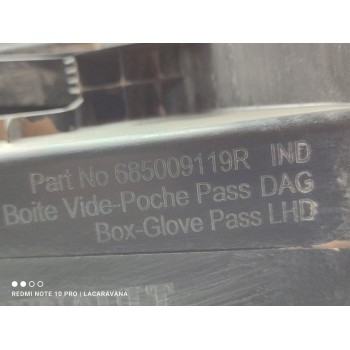 Part No 685009119R IND
Boite Vide-Poche Pass DAG
Box-Glove Pass LHD
REDMI NOTE 10 PRO | LACARAVANA